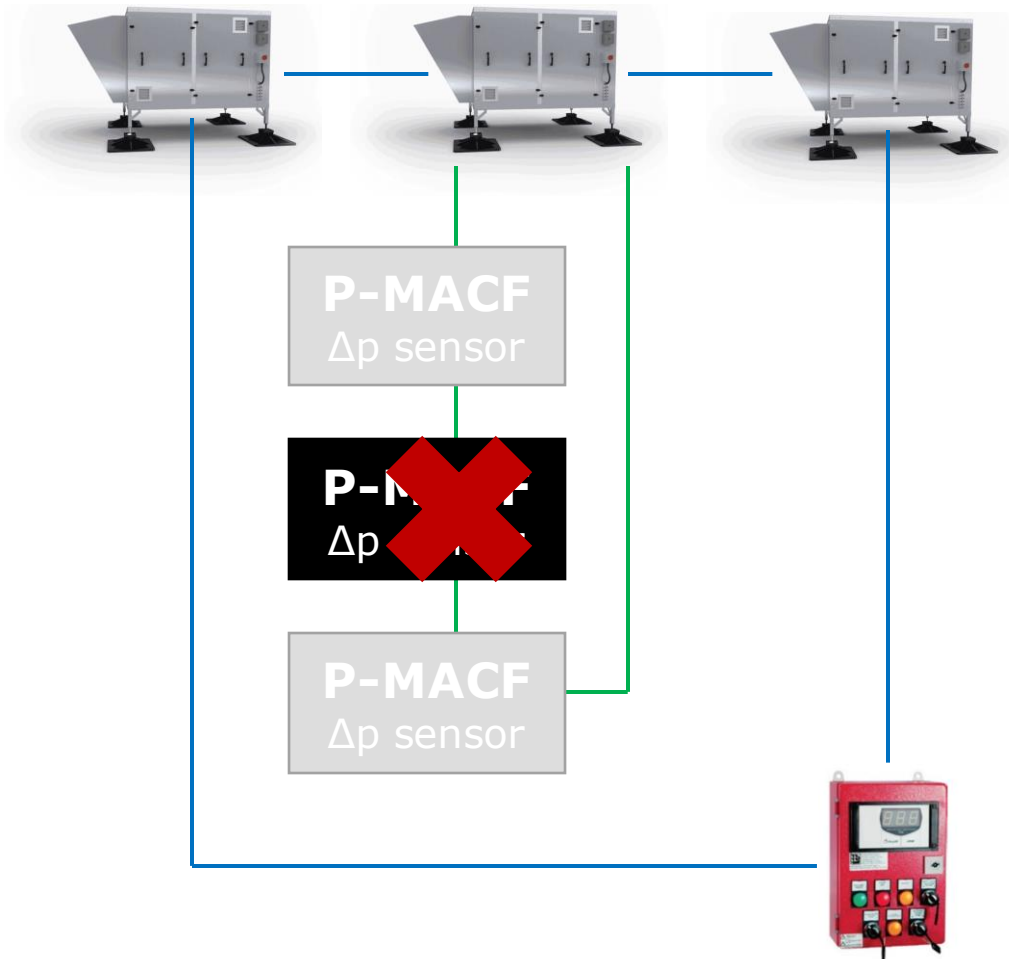 P-MACF
Δp sensor
P-M F
Δp
P-MACF
Δp sensor
888